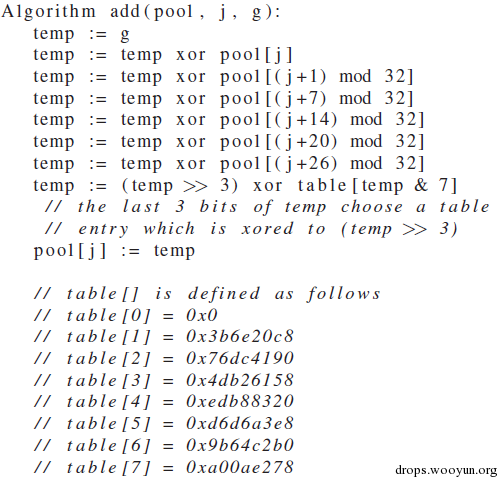 Algorithm add(pool, j, g):
temp := g
temp := temp xor pool[j]
temp := temp xor pool[(j+1) mod 32]
temp := temp xor pool[(j+7) mod 32]
temp := temp xor pool[(j+14) mod 32]
temp := temp xor pool[(j+20) mod 32]
temp := temp xor pool[(j+26) mod 32]
temp := (temp >> 3) xor table[temp & 7]
// the last 3 bits of temp choose a table
// entry which is xored to (temp >> 3)
pool[j] := temp
// table[] is defined as follows
// table[0] = 0x0
// table[1] = 0x3b6e20c8
// table[2] = 0x76dc4190
// table[3] = 0x4db26158
// table[4] = 0xedb88320
// table[5] = 0xd6d6a3e8
// table[6] = 0x9b64c2b0
// table[7] = 0xa00ae278
drops.wooyun.org